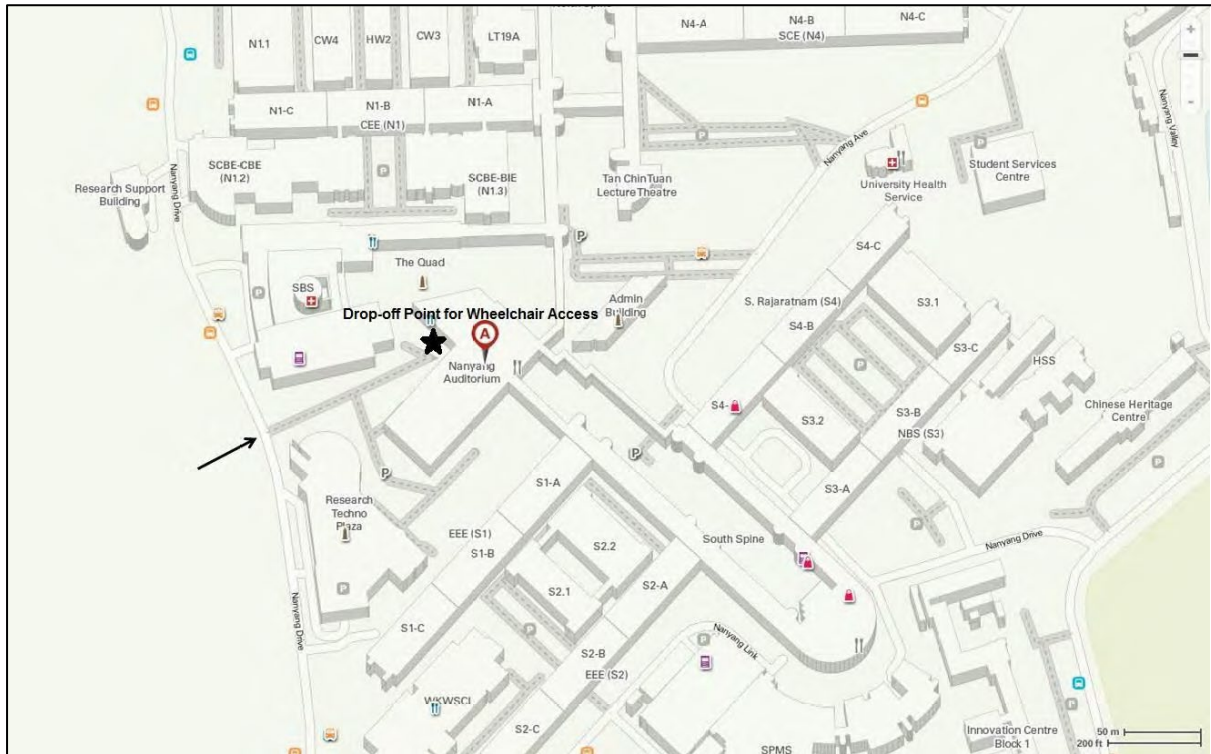 N4-A
N4-B
N4-C
SCE (N4)
N1.1
CW4
HW2
CW3
LT19A
N1-C
N1-B
N1-A
CEE (N1)
P
Nanyang Ave
Nanyang Valley
SCBE-CBE
(N1.2)
P
SCBE-BIE
(N1.3)
Tan ChinTuan
Lecture Theatre
University Health
Service
P
Student Services
Centre
Research Support
Building
Nanyang Drive
P
The Quad
SBS
P
Admin
Building
S4-C
S. Rajaratnam (S4)
S4-B
S3.1
Drop-off Point for Wheelchair Access
A
Nanyang
Auditorium
S3-C
P
HSS
S4-
S3.2
S3-B
NBS (S3)
Chinese Heritage
Centre
P
P
P
S1-A
S3-A
Research
Techno
Plaza
P
EEE (S1)
S1-B
S2.2
South Spine
P
Nanyang Drive
S2.1
S2-A
Nanyang Drive
S1-C
P
S2-B
EEE (S2)
P
Nanyang Link
WKWSCI
S2-C
SPMS
P
Innovation Centre
Block 1
50 m
200 ft